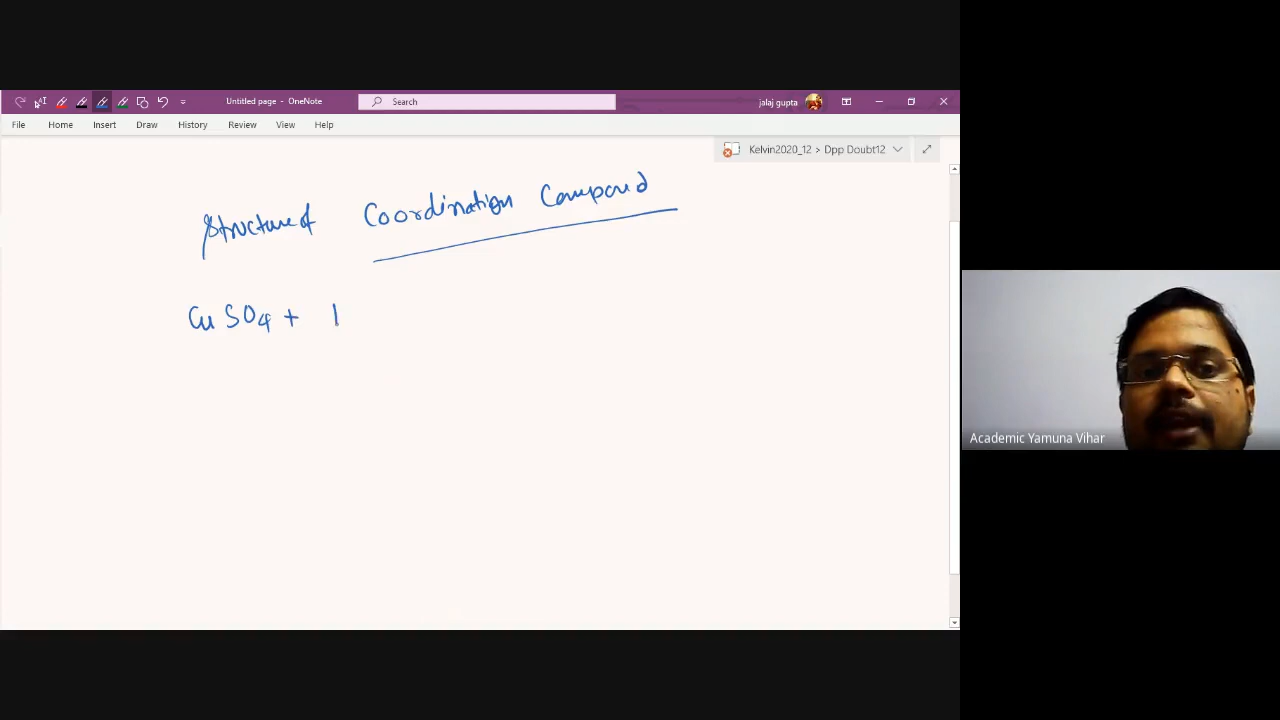 Untitled page - OneNote
Search
jalaj gupta
File Home Insert Draw History Review View Help
Kelvin2020_12 > Dpp Doubt12
Structure of Coordination Compound
CuSO4 + I
Academic Yamuna Vihar